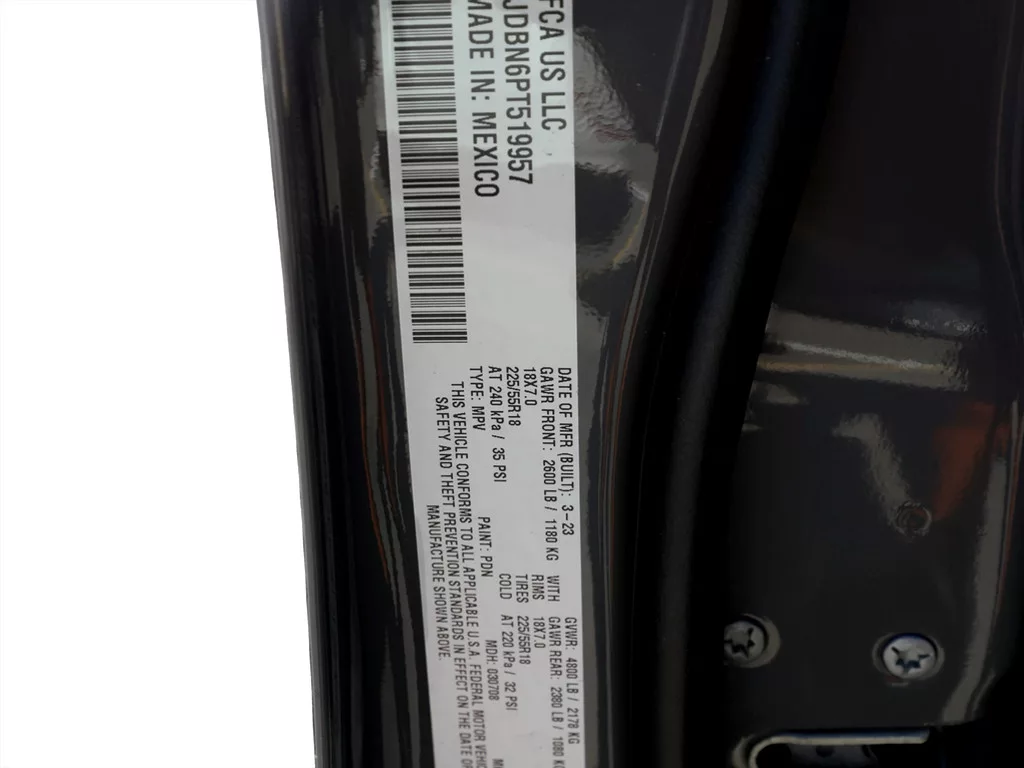 FCA US LLC
JDBN6PT519957
MADE IN: MEXICO
DATE OF MFR (BUILT): 3-23
GVWR: 4800 LB / 2178 KG
GAWR FRONT: 2600 LB / 1180 KG
WITH
GAWR REAR: 2380 LB / 1080 KG
18X7.0
RIMS
18X7.0
225/55R18
TIRES
225/55R18
AT 240 kPa / 35 PSI
COLD
AT 220 kPa / 32 PSI
TYPE: MPV
PAINT: PDN
MDH: 030708
THIS VEHICLE CONFORMS TO ALL APPLICABLE U.S.A. FEDERAL MOTOR
SAFETY AND THEFT PREVENTION STANDARDS IN EFFECT ON THE DATE OF
MANUFACTURE SHOWN ABOVE.